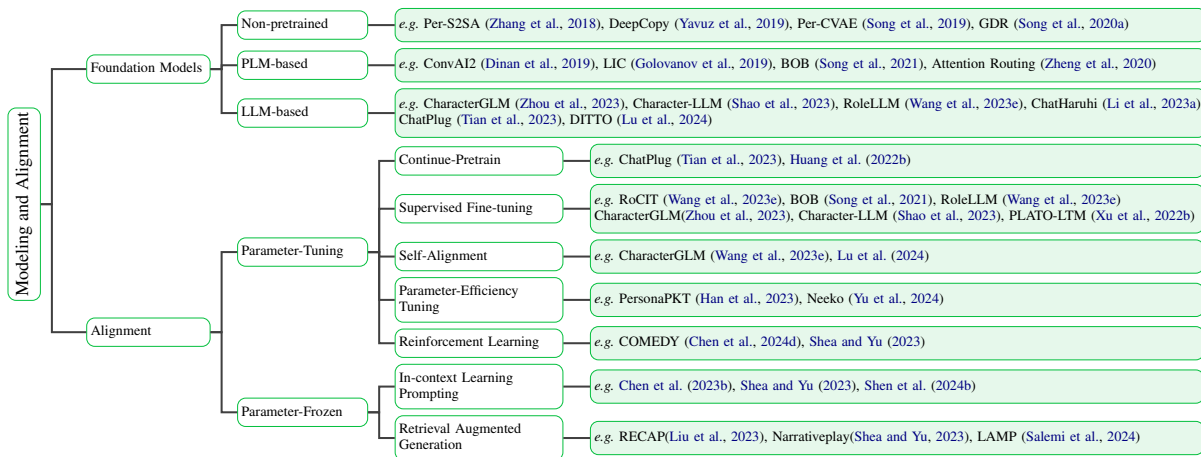 Modeling and Alignment
Foundation Models
Non-pretrained
e.g. Per-S2SA (Zhang et al., 2018), DeepCopy (Yavuz et al., 2019), Per-CVAE (Song et al., 2019), GDR (Song et al., 2020a)
PLM-based
e.g. ConvAI2 (Dinan et al., 2019), LIC (Golovanov et al., 2019), BOB (Song et al., 2021), Attention Routing (Zheng et al., 2020)
LLM-based
e.g. CharacterGLM (Zhou et al., 2023), Character-LLM (Shao et al., 2023), RoleLLM (Wang et al., 2023e), ChatHaruhi (Li et al., 2023a)
ChatPlug (Tian et al., 2023), DITTO (Lu et al., 2024)
Alignment
Parameter-Tuning
Continue-Pretrain
e.g. ChatPlug (Tian et al., 2023), Huang et al. (2022b)
Supervised Fine-tuning
e.g. RoCIT (Wang et al., 2023e), BOB (Song et al., 2021), RoleLLM (Wang et al., 2023e)
CharacterGLM(Zhou et al., 2023), Character-LLM (Shao et al., 2023), PLATO-LTM (Xu et al., 2022b)
Self-Alignment
e.g. CharacterGLM (Wang et al., 2023e), Lu et al. (2024)
Parameter-Efficiency
Tuning
e.g. PersonaPKT (Han et al., 2023), Neeko (Yu et al., 2024)
Reinforcement Learning
e.g. COMEDY (Chen et al., 2024d), Shea and Yu (2023)
Parameter-Frozen
In-context Learning
Prompting
e.g. Chen et al. (2023b), Shea and Yu (2023), Shen et al. (2024b)
Retrieval Augmented
Generation
e.g. RECAP(Liu et al., 2023), Narrativeplay(Shea and Yu, 2023), LAMP (Salemi et al., 2024)